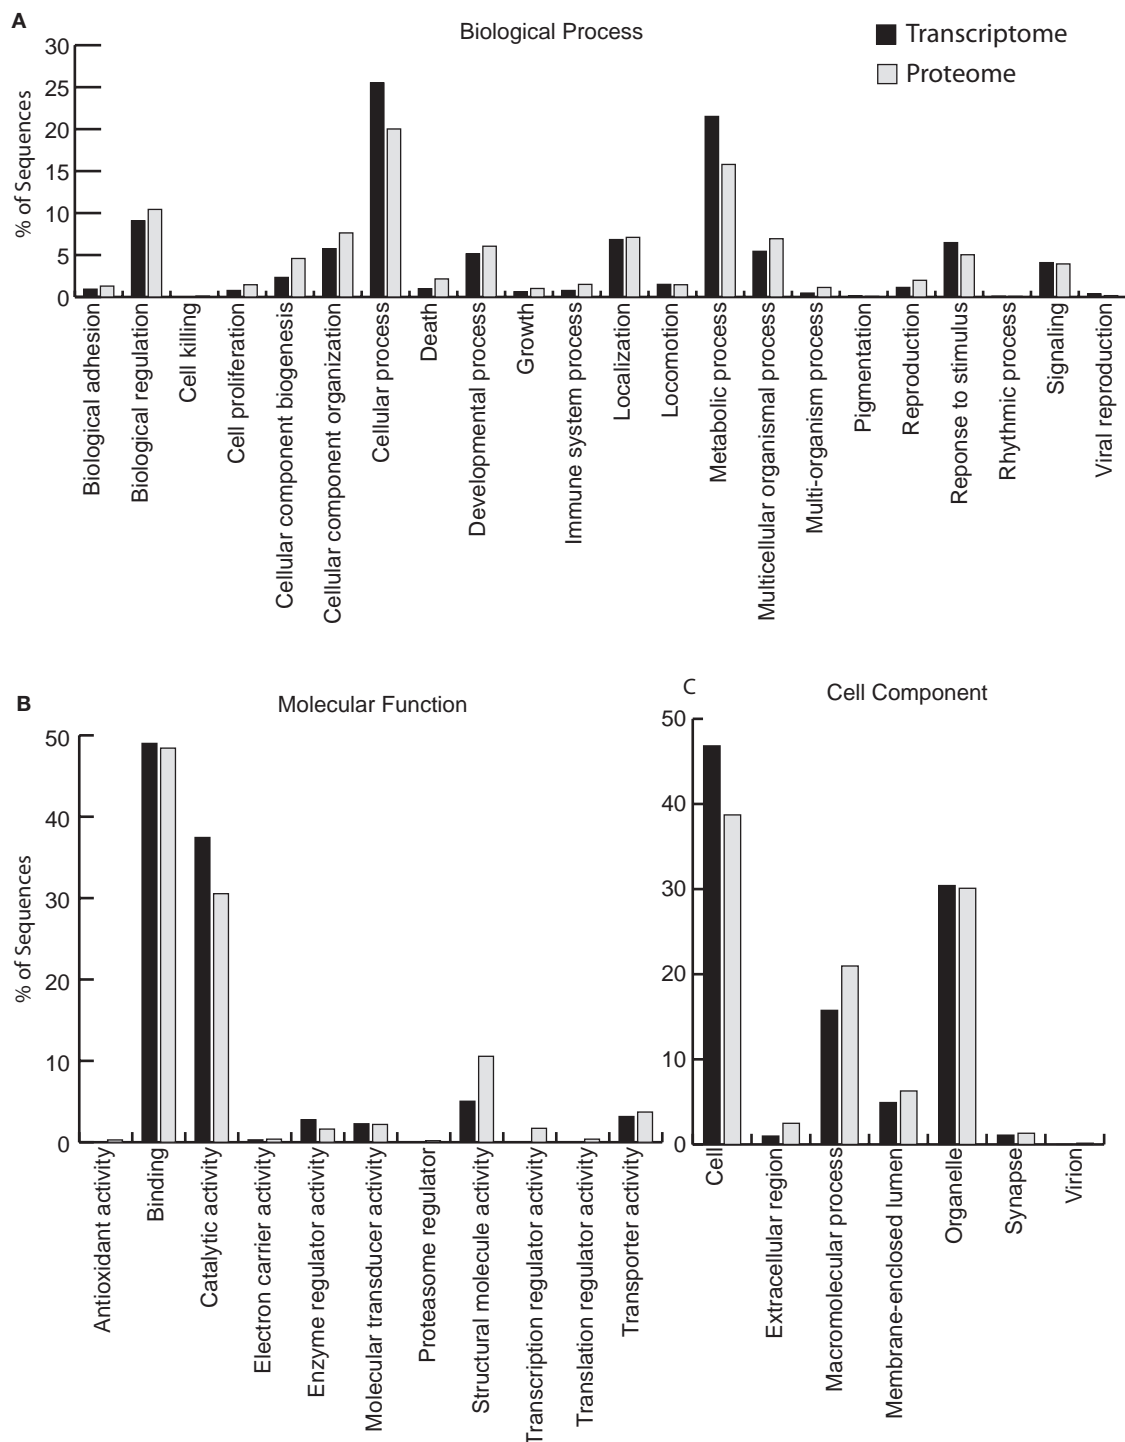 A
Biological Process
Transcriptome
Proteome
% of Sequences
30
25
20
15
10
5
0
Biological adhesion
Biological regulation
Cell killing
Cell proliferation
Cellular component biogenesis
Cellular component organization
Cellular process
Death
Developmental process
Growth
Immune system process
Localization
Locomotion
Metabolic process
Multicellular organismal process
Multi-organism process
Pigmentation
Reproduction
Reponse to stimulus
Rhythmic process
Signaling
Viral reproduction
B
Molecular Function
% of Sequences
50
40
30
20
10
0
Antioxidant activity
Binding
Catalytic activity
Electron carrier activity
Enzyme regulator activity
Molecular transducer activity
Proteasome regulator
Structural molecule activity
Transcription regulator activity
Translation regulator activity
Transporter activity
C
Cell Component
50
40
30
20
10
0
Cell
Extracellular region
Macromolecular process
Membrane-enclosed lumen
Organelle
Synapse
Virion